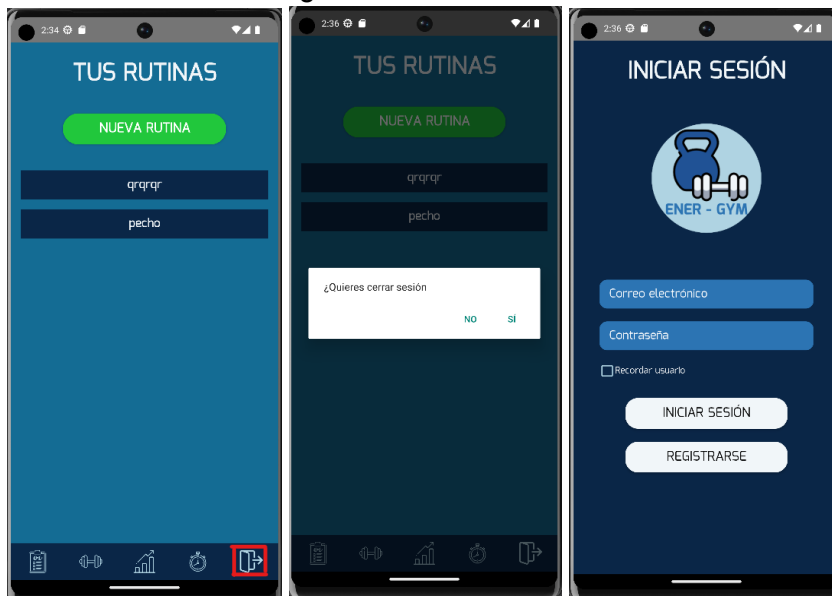 2:34
TUS RUTINAS
NUEVA RUTINA
qrqrqr
pecho
2:36
TUS RUTINAS
NUEVA RUTINA
qrqrqr
pecho
¿Quieres cerrar sesión
NO SÍ
2:36
INICIAR SESIÓN
ENER - GYM
Correo electrónico
Contraseña
Recordar usuario
INICIAR SESIÓN
REGISTRARSE